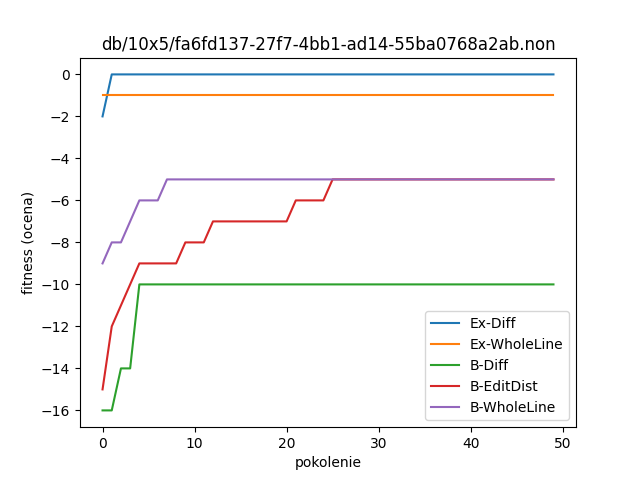 db/10x5/fa6fd137-27f7-4bb1-ad14-55ba0768a2ab.non
fitness (ocena)
0
−2
−4
−6
−8
−10
−12
−14
−16
Ex-Diff
Ex-WholeLine
B-Diff
B-EditDist
B-WholeLine
0 10 20 30 40 50
pokolenie